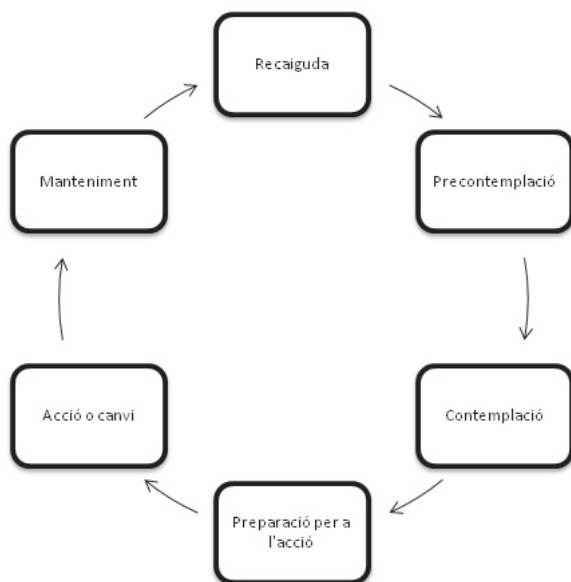 Recaiguda
Precontemplació
Contemplació
Preparació per a
l'acció
Acció o canvi
Manteniment